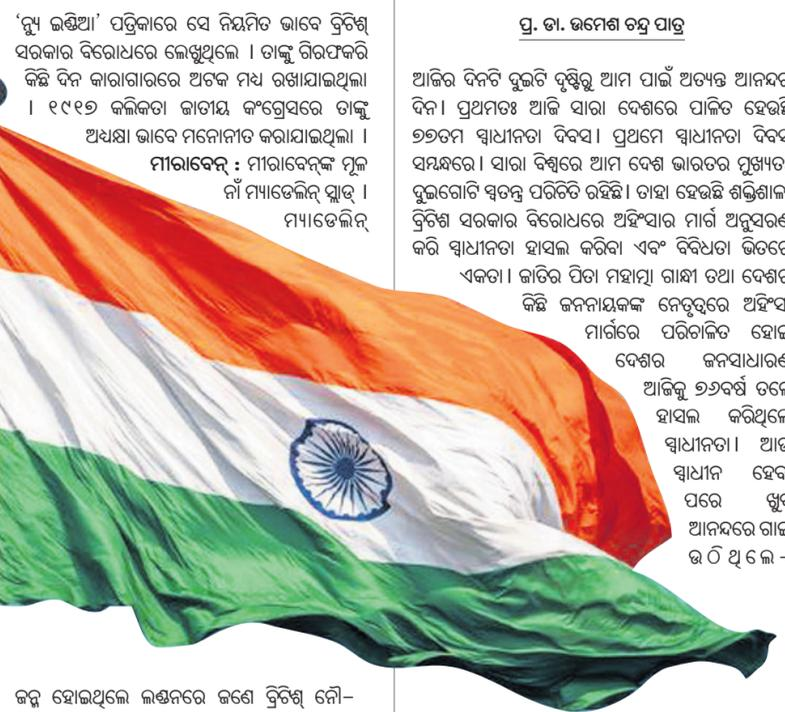 ‘ନ୍ୟୁ ଇଣ୍ଡିଆ’ ପତ୍ରିକାରେ ସେ ନିୟମିତ ଭାବେ ବ୍ରିଟିଶ୍
ସରକାର ବିରୋଧରେ ଲେଖୁଥିଲେ । ତାଙ୍କୁ ଗିରଫକରି
କିଛି ଦିନ କାରାଗାରରେ ଅଟକ ମଧ୍ୟ ରଖାଯାଇଥିଲା
। ୧୯୧୭ କଲିକତା ଜାତୀୟ କଂଗ୍ରେସରେ ତାଙ୍କୁ
ଅଧ୍ୟକ୍ଷା ଭାବେ ମନୋନୀତ କରାଯାଇଥିଲା ।
ମୀରାବେନ୍ : ମୀରାବେନ୍‌ଙ୍କ ମୂଳ
ନାଁ ମ୍ୟାଡେଲିନ୍ ସ୍ଲାଡ୍ ।
ମ୍ୟାଡେଲିନ୍
ଜନ୍ମ ହୋଇଥିଲେ ଲଣ୍ଡନରେ ଜଣେ ବ୍ରିଟିଶ୍ ନୌ-
ପ୍ର. ଡା. ଉମେଶ ଚନ୍ଦ୍ର ପାତ୍ର
ଆଜିର ଦିନଟି ଦୁଇଟି ଦୃଷ୍ଟିରୁ ଆମ ପାଇଁ ଅତ୍ୟନ୍ତ
ଦିନ। ପ୍ରଥମତଃ ଆଜି ସାରା ଦେଶରେ ପାଳିତ
୭୭ତମ ସ୍ୱାଧୀନତା ଦିବସ। ପ୍ରଥମେ ସ୍ୱାଧୀନତା
ସମ୍ବନ୍ଧରେ। ସାରା ବିଶ୍ୱରେ ଆମ ଦେଶ ଭାରତର
ଦୁଇଗୋଟି ସ୍ୱତନ୍ତ୍ର ପରିଚିତି ରହିଛି। ତାହା ହେଉଛି
ବ୍ରିଟିଶ ସରକାର ବିରୋଧରେ ଅହିଂସାର ମାର୍ଗ
କରି ସ୍ୱାଧୀନତା ହାସଲ କରିବା ଏବଂ ବିବିଧତା
ଏକତା। ଜାତିର ପିତା ମହାତ୍ମା ଗାନ୍ଧୀ ତଥା
କିଛି ଜନନାୟକଙ୍କ ନେତୃତ୍ୱରେ
ମାର୍ଗରେ ପରିଚାଳିତ
ଦେଶର
ଆଜିକୁ ୭୬ବର୍ଷ
ହାସଲ
ସ୍ୱାଧୀନତା।
ସ୍ୱାଧୀନ
ପରେ
ଆନନ୍ଦରେ
ଉଠିଥିଲେ-